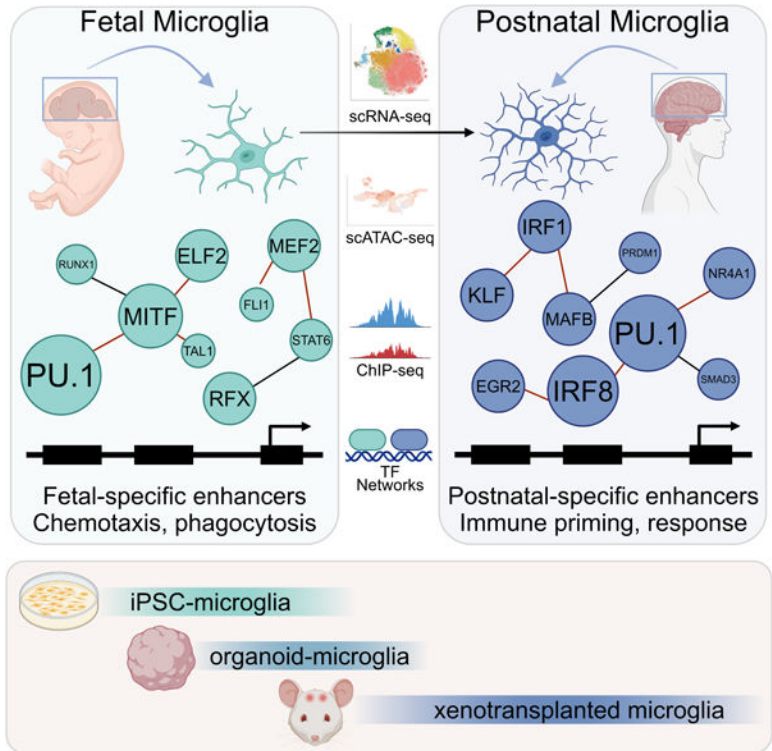 Fetal Microglia
RUNX1
ELF2
MEF2
MITF
FLI1
TAL1
STAT6
PU.1
RFX
Fetal-specific enhancers
Chemotaxis, phagocytosis
scRNA-seq
scATAC-seq
ChIP-seq
TF
Networks
Postnatal Microglia
IRF1
PRDM1
NR4A1
KLF
MAFB
PU.1
EGR2
IRF8
SMAD3
Postnatal-specific enhancers
Immune priming, response
iPSC-microglia
organoid-microglia
xenotransplanted microglia